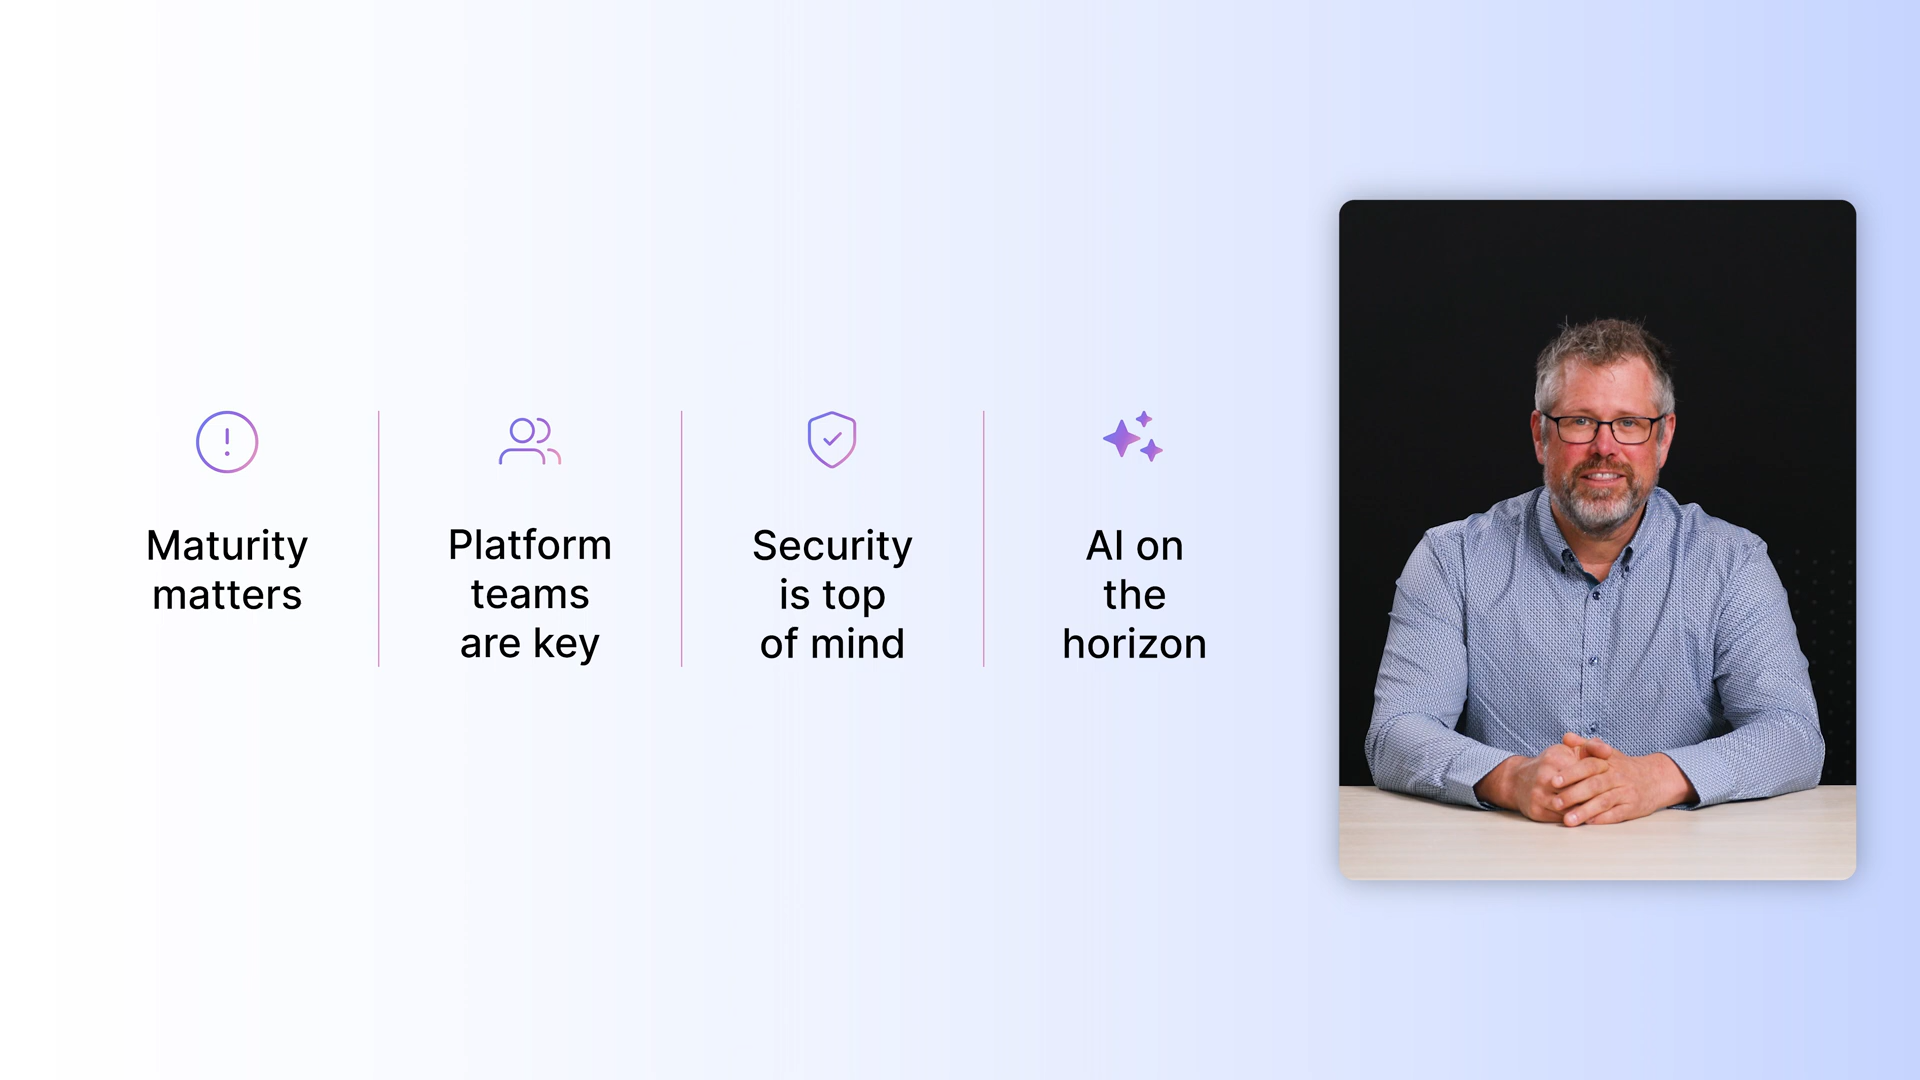 Maturity
matters
Platform
teams
are key
Security
is top
of mind
AI on
the
horizon